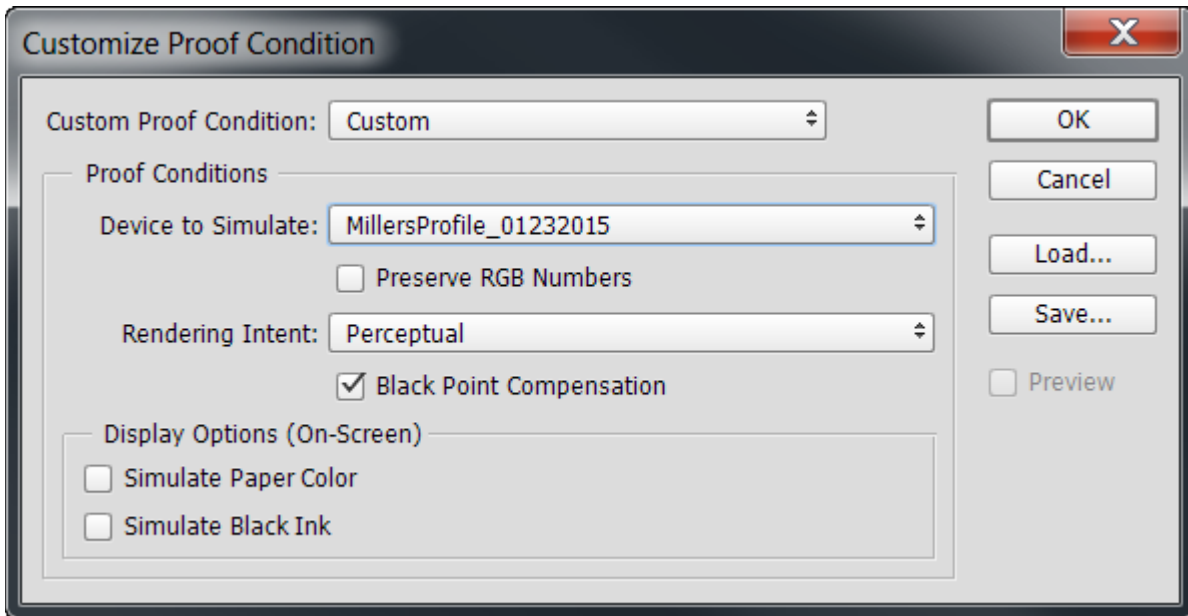 Customize Proof Condition
X
Custom Proof Condition: Custom
OK
Proof Conditions
Cancel
Device to Simulate: MillersProfile_01232015
Load...
Preserve RGB Numbers
Save...
Rendering Intent: Perceptual
Black Point Compensation
Preview
Display Options (On-Screen)
Simulate Paper Color
Simulate Black Ink